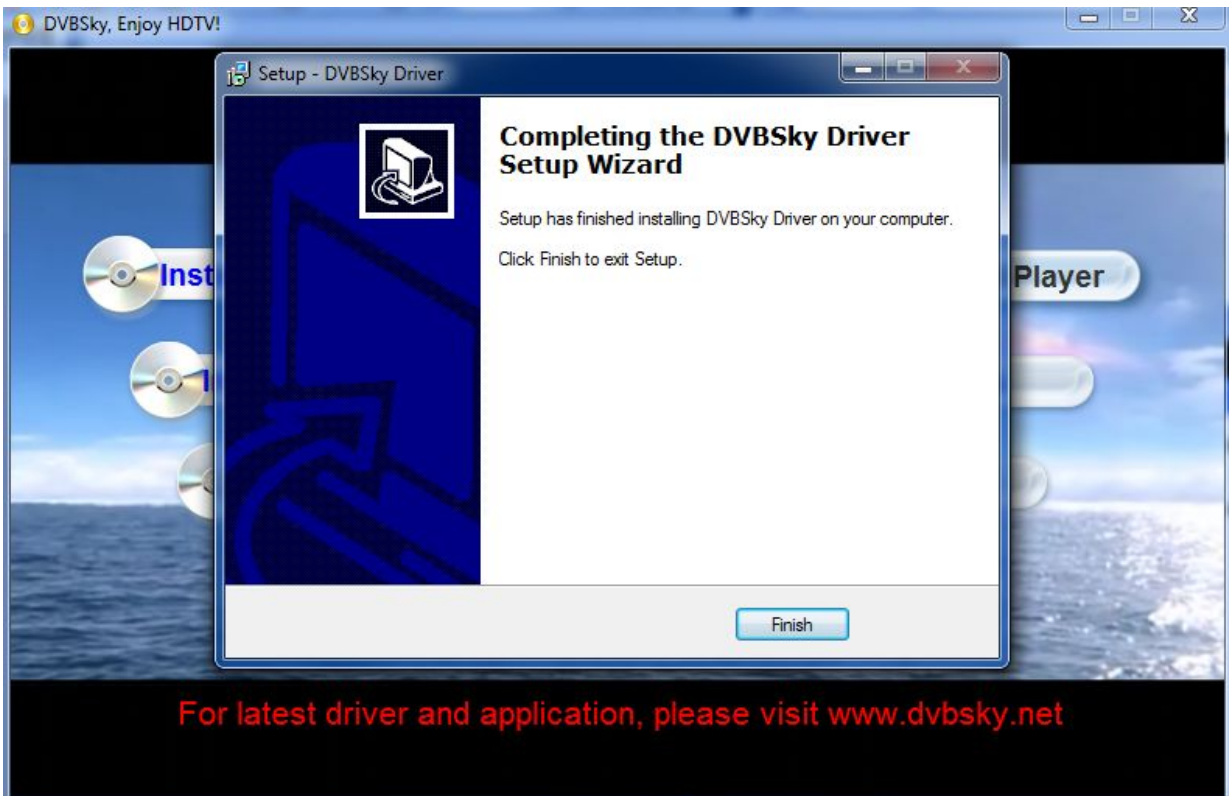 DVBSky, Enjoy HDTV!
Setup - DVBSky Driver
Completing the DVBSky Driver
Setup Wizard
Setup has finished installing DVBSky Driver on your computer.
Click Finish to exit Setup.
Player
Finish
For latest driver and application, please visit www.dvbsky.net